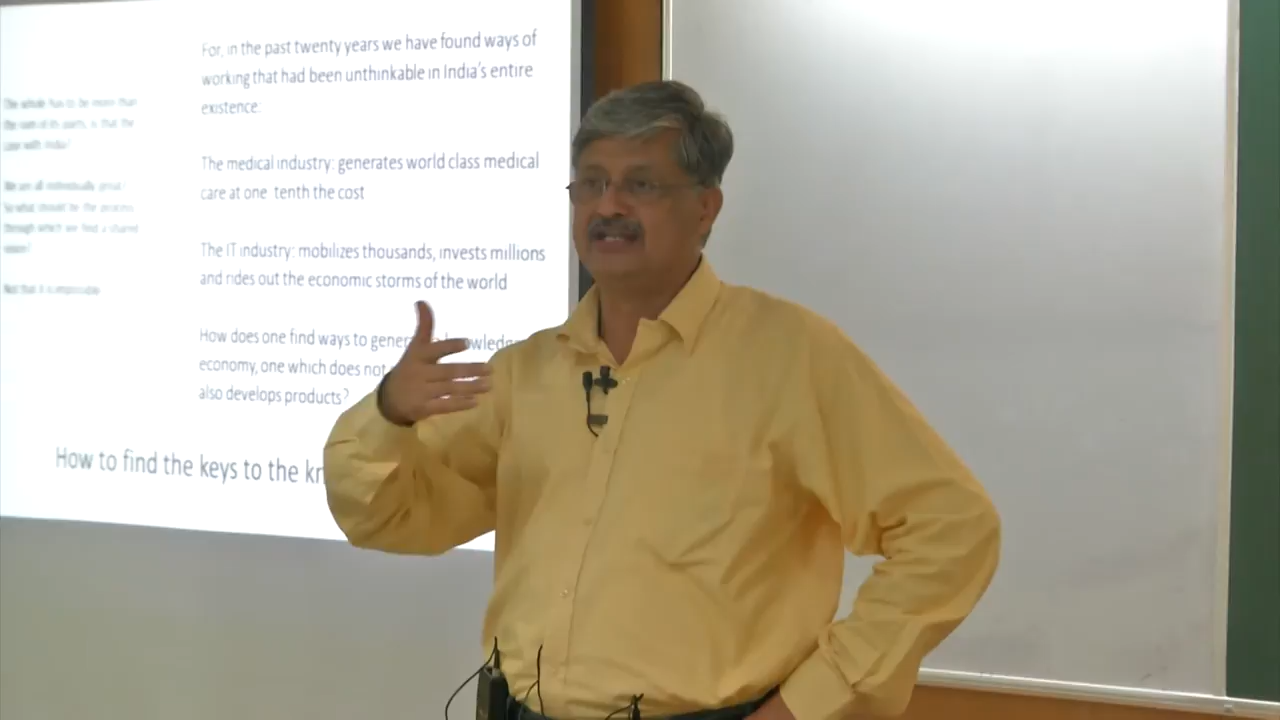 The whole has to be more than
the sum of its parts, is that the
case with India?
We are all individually great!
So what should be the process
through which we find a shared
vision?
Not that it is impossible
For, in the past twenty years we have found ways of
working that had been unthinkable in India's entire
existence:
The medical industry: generates world class medical
care at one tenth the cost
The IT industry: mobilizes thousands, invests millions
and rides out the economic storms of the world
How does one find ways to
economy, one which does not
also develops products?
How to find the keys to the